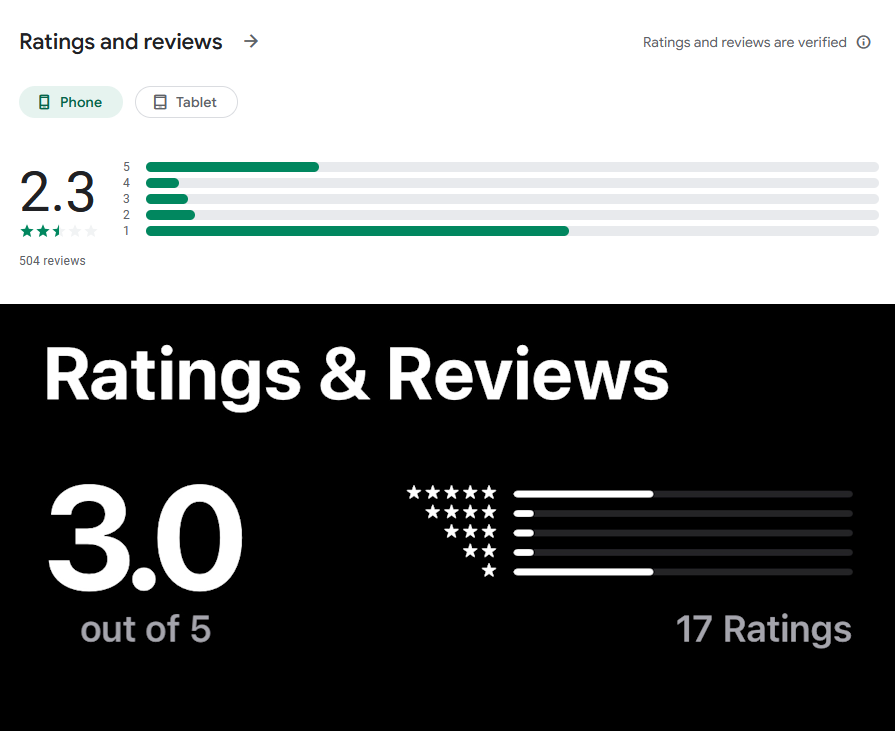 Ratings and reviews
Ratings and reviews are verified
Phone
Tablet
2.3
5
4
3
2
1
504 reviews
Ratings & Reviews
3.0
out of 5
17 Ratings